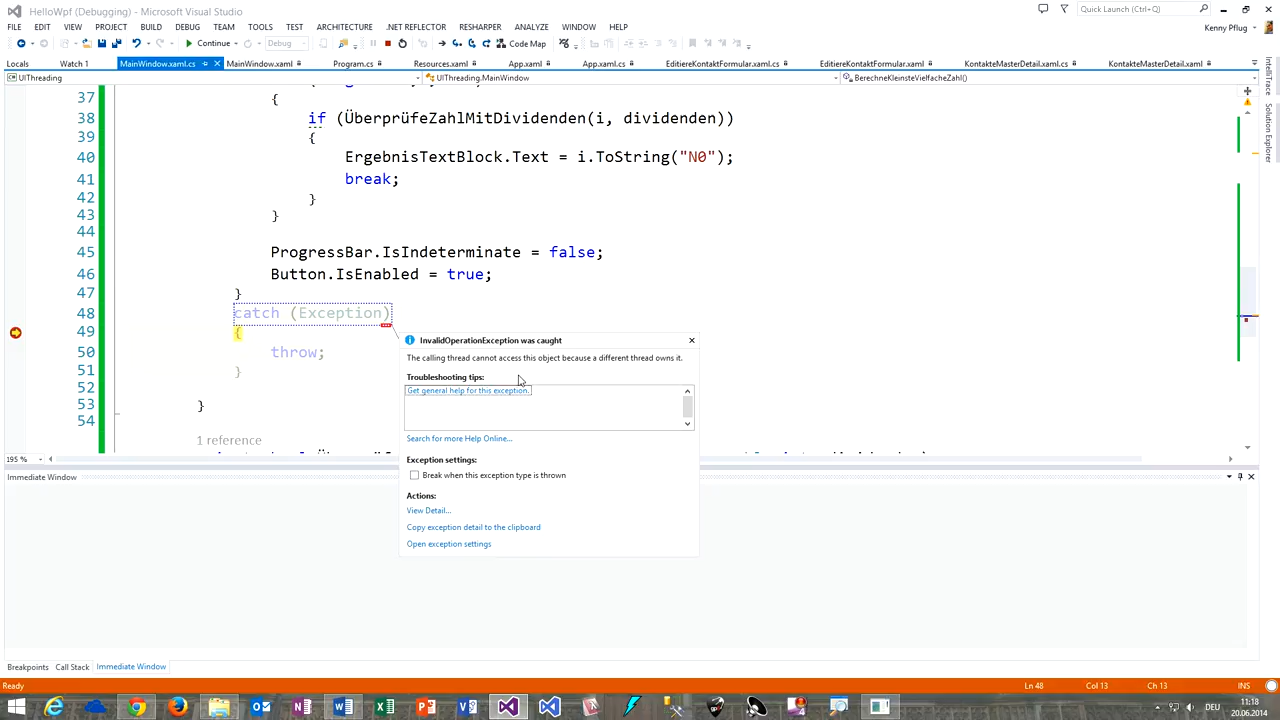 HelloWpf (Debugging) - Microsoft Visual Studio
Quick Launch (Ctrl+Q)
FILE EDIT VIEW PROJECT BUILD DEBUG TEAM TOOLS TEST ARCHITECTURE .NET REFLECTOR RESHARPER ANALYZE WINDOW HELP
Kenny Pflug
Continue Debug Code Map
Locals Watch 1 MainWindow.xaml.cs MainWindow.xaml Program.cs Resources.xaml App.xaml App.xaml.cs EditiereKontaktFormular.xaml.cs EditiereKontaktFormular.xaml KontakteMasterDetail.xaml.cs KontakteMasterDetail.xaml
UIThreading UIThreading.MainWindow BerechneKleinsteVielfacheZahl()
IntelliTrace
Solution Explorer
37 {
38 if (ÜberprüfeZahlMitDividenden(i, dividenden))
39 {
40 ErgebnisTextBlock.Text = i.ToString("N0");
41 break;
42 }
43 }
44
45 ProgressBar.IsIndeterminate = false;
46 Button.IsEnabled = true;
47 }
48 catch (Exception)
49 {
50 throw;
51 }
52
53 }
54
1 reference
InvalidOperationException was caught
The calling thread cannot access this object because a different thread owns it.
Troubleshooting tips:
Get general help for this exception.
Search for more Help Online...
Exception settings:
Break when this exception type is thrown
Actions:
View Detail...
Copy exception detail to the clipboard
Open exception settings
195 %
Immediate Window
Breakpoints Call Stack Immediate Window
Ready Ln 48 Col 13 Ch 13 INS
DEU
11:18
20.06.2014